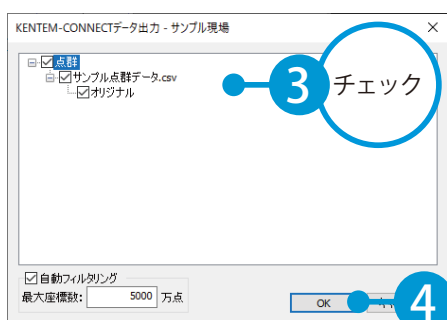 KENTEM-CONNECTデータ出力 - サンプル現場
点群
サンプル点群データ.csv
オリジナル
3 チェック
自動フィルタリング
最大座標数: 5000 万点
OK
4